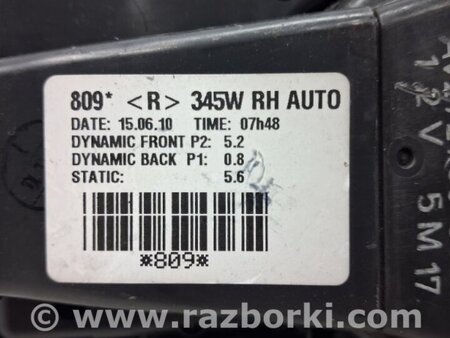 809* <R> 345W RH AUTO
DATE: 15.06.10 TIME: 07h48
DYNAMIC FRONT P2: 5.2
DYNAMIC BACK P1: 0.8
STATIC: 5.6
*809*
12V
5M17
© www.razborki.com